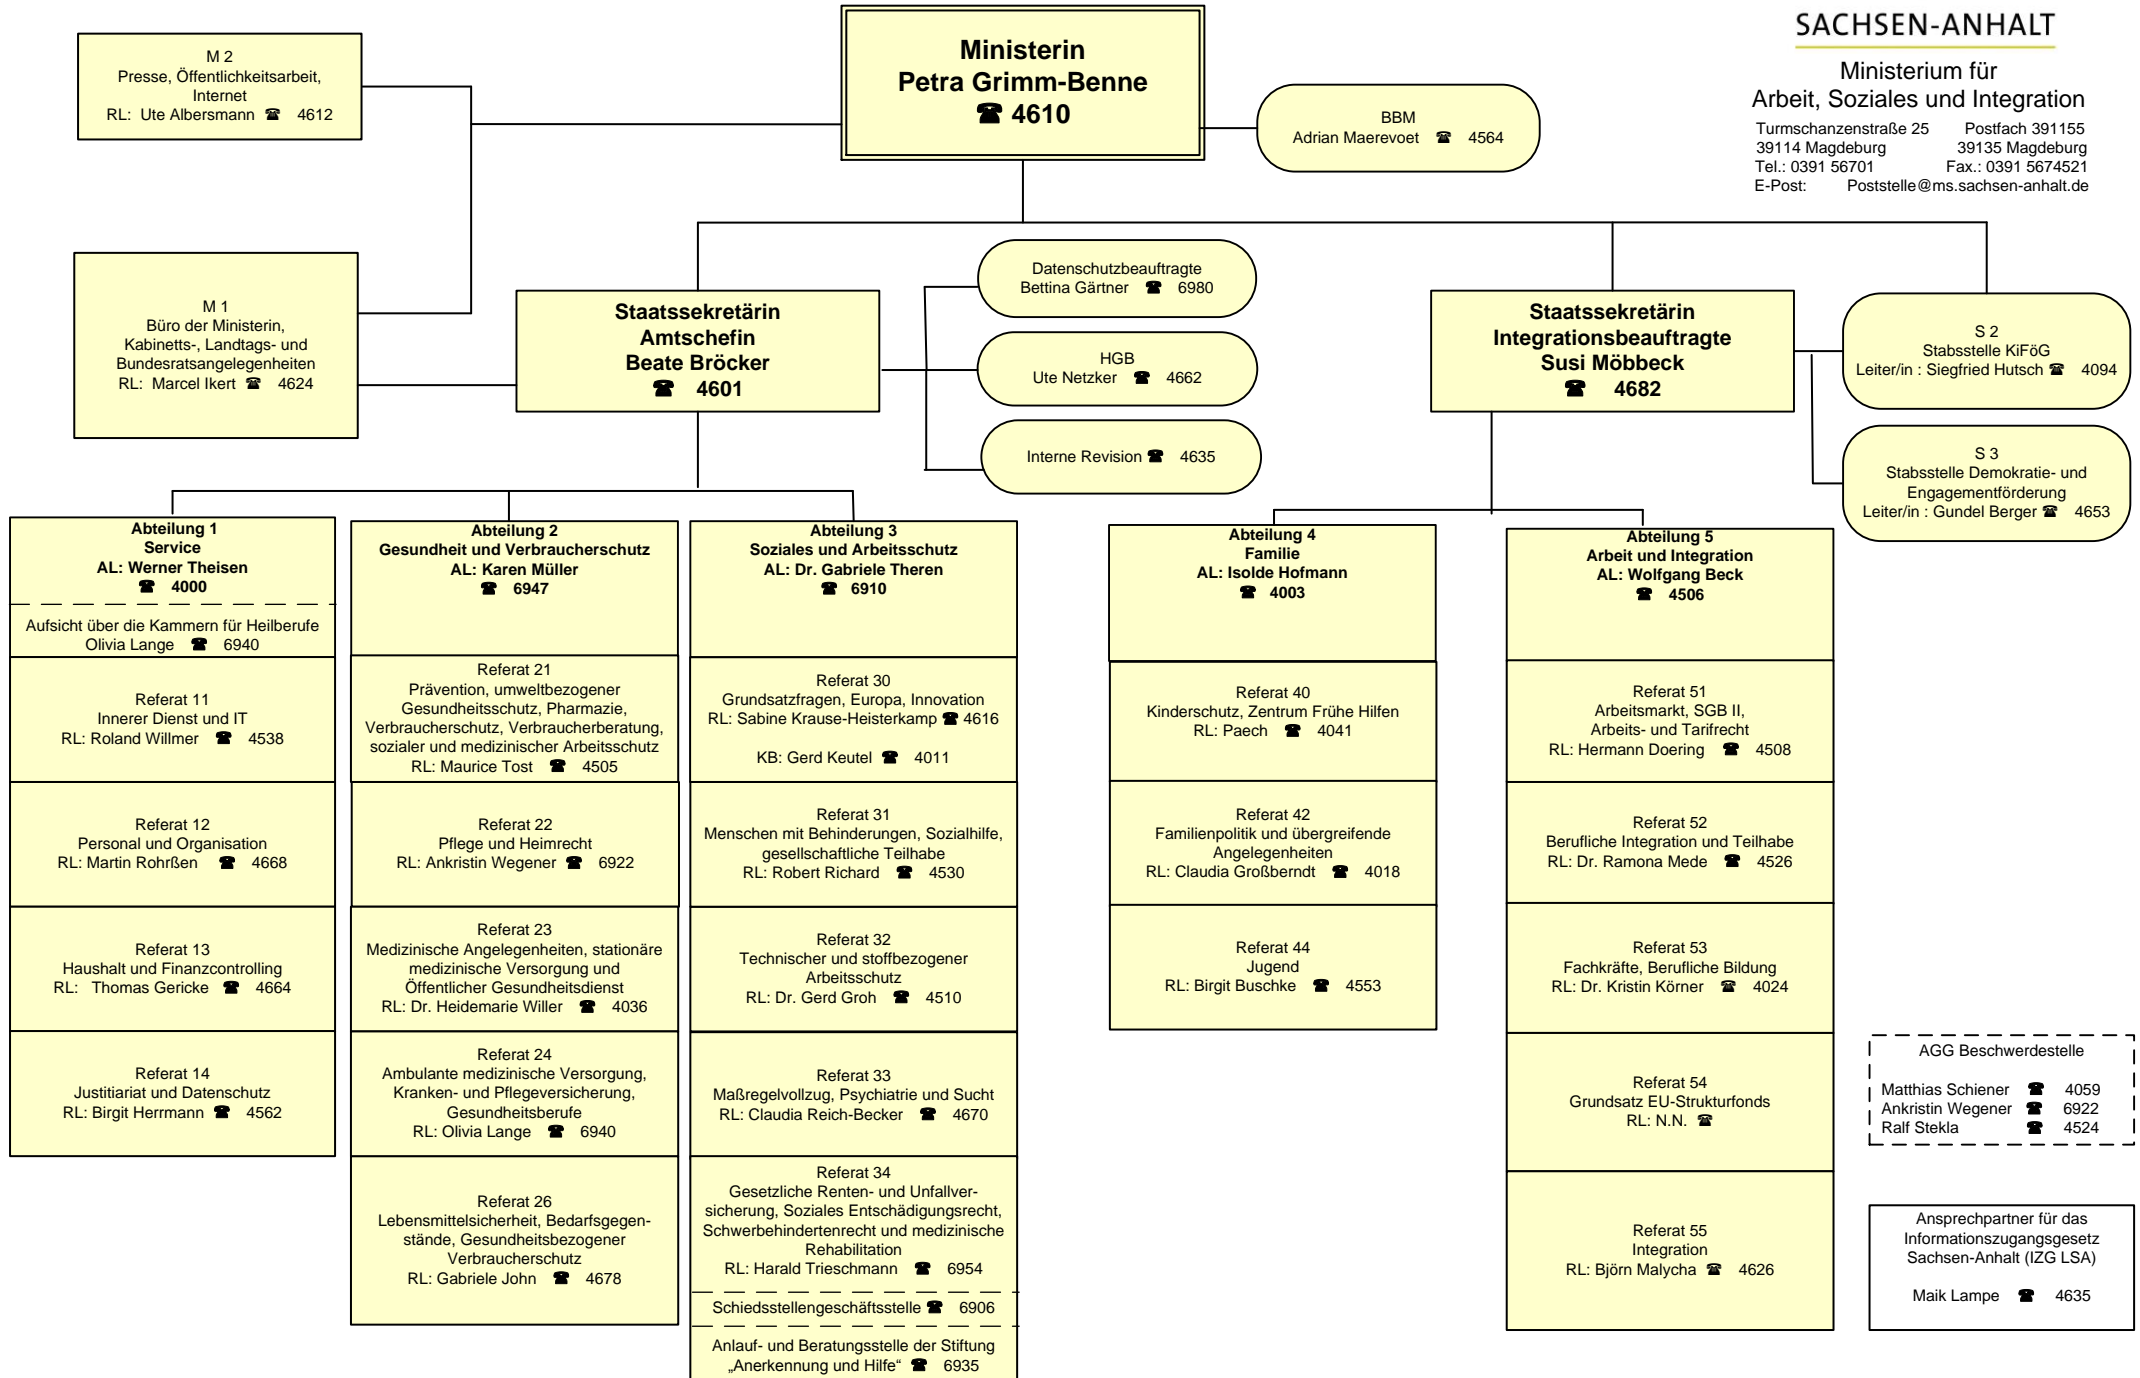 SACHSEN-ANHALT
Ministerium für
Arbeit, Soziales und Integration
Turmschanzenstraße 25 Postfach 391155
39114 Magdeburg 39135 Magdeburg
Tel.: 0391 56701 Fax.: 0391 5674521
E-Post: Poststelle@ms.sachsen-anhalt.de
Ministerin
Petra Grimm-Benne
☎ 4610
M 2
Presse, Öffentlichkeitsarbeit,
Internet
RL: Ute Albersmann ☎ 4612
BBM
Adrian Maerevoet ☎ 4564
M 1
Büro der Ministerin,
Kabinetts-, Landtags- und
Bundesratsangelegenheiten
RL: Marcel Ikert ☎ 4624
Staatssekretärin
Amtschefin
Beate Bröcker
☎ 4601
Datenschutzbeauftragte
Bettina Gärtner ☎ 6980
HGB
Ute Netzker ☎ 4662
Interne Revision ☎ 4635
Staatssekretärin
Integrationsbeauftragte
Susi Möbbeck
☎ 4682
S 2
Stabsstelle KiFöG
Leiter/in : Siegfried Hutsch ☎ 4094
S 3
Stabsstelle Demokratie- und
Engagementförderung
Leiter/in : Gundel Berger ☎ 4653
Abteilung 1
Service
AL: Werner Theisen
☎ 4000
Aufsicht über die Kammern für Heilberufe
Olivia Lange ☎ 6940
Referat 11
Innerer Dienst und IT
RL: Roland Willmer ☎ 4538
Referat 12
Personal und Organisation
RL: Martin Rohrßen ☎ 4668
Referat 13
Haushalt und Finanzcontrolling
RL: Thomas Gericke ☎ 4664
Referat 14
Justitiariat und Datenschutz
RL: Birgit Herrmann ☎ 4562
Abteilung 2
Gesundheit und Verbraucherschutz
AL: Karen Müller
☎ 6947
Referat 21
Prävention, umweltbezogener
Gesundheitsschutz, Pharmazie,
Verbraucherschutz, Verbraucherberatung,
sozialer und medizinischer Arbeitsschutz
RL: Maurice Tost ☎ 4505
Referat 22
Pflege und Heimrecht
RL: Ankristin Wegener ☎ 6922
Referat 23
Medizinische Angelegenheiten, stationäre
medizinische Versorgung und
Öffentlicher Gesundheitsdienst
RL: Dr. Heidemarie Willer ☎ 4036
Referat 24
Ambulante medizinische Versorgung,
Kranken- und Pflegeversicherung,
Gesundheitsberufe
RL: Olivia Lange ☎ 6940
Referat 26
Lebensmittelsicherheit, Bedarfsgegen-
stände, Gesundheitsbezogener
Verbraucherschutz
RL: Gabriele John ☎ 4678
Abteilung 3
Soziales und Arbeitsschutz
AL: Dr. Gabriele Theren
☎ 6910
Referat 30
Grundsatzfragen, Europa, Innovation
RL: Sabine Krause-Heisterkamp ☎ 4616
KB: Gerd Keutel ☎ 4011
Referat 31
Menschen mit Behinderungen, Sozialhilfe,
gesellschaftliche Teilhabe
RL: Robert Richard ☎ 4530
Referat 32
Technischer und stoffbezogener
Arbeitsschutz
RL: Dr. Gerd Groh ☎ 4510
Referat 33
Maßregelvollzug, Psychiatrie und Sucht
RL: Claudia Reich-Becker ☎ 4670
Referat 34
Gesetzliche Renten- und Unfallver-
sicherung, Soziales Entschädigungsrecht,
Schwerbehindertenrecht und medizinische
Rehabilitation
RL: Harald Trieschmann ☎ 6954
Schiedsstellengeschäftsstelle ☎ 6906
Anlauf- und Beratungsstelle der Stiftung
„Anerkennung und Hilfe“ ☎ 6935
Abteilung 4
Familie
AL: Isolde Hofmann
☎ 4003
Referat 40
Kinderschutz, Zentrum Frühe Hilfen
RL: Paech ☎ 4041
Referat 42
Familienpolitik und übergreifende
Angelegenheiten
RL: Claudia Großberndt ☎ 4018
Referat 44
Jugend
RL: Birgit Buschke ☎ 4553
Abteilung 5
Arbeit und Integration
AL: Wolfgang Beck
☎ 4506
Referat 51
Arbeitsmarkt, SGB II,
Arbeits- und Tarifrecht
RL: Hermann Doering ☎ 4508
Referat 52
Berufliche Integration und Teilhabe
RL: Dr. Ramona Mede ☎ 4526
Referat 53
Fachkräfte, Berufliche Bildung
RL: Dr. Kristin Körner ☎ 4024
Referat 54
Grundsatz EU-Strukturfonds
RL: N.N. ☎
Referat 55
Integration
RL: Björn Malycha ☎ 4626
AGG Beschwerdestelle
Matthias Schiener ☎ 4059
Ankristin Wegener ☎ 6922
Ralf Stekla ☎ 4524
Ansprechpartner für das
Informationszugangsgesetz
Sachsen-Anhalt (IZG LSA)
Maik Lampe ☎ 4635